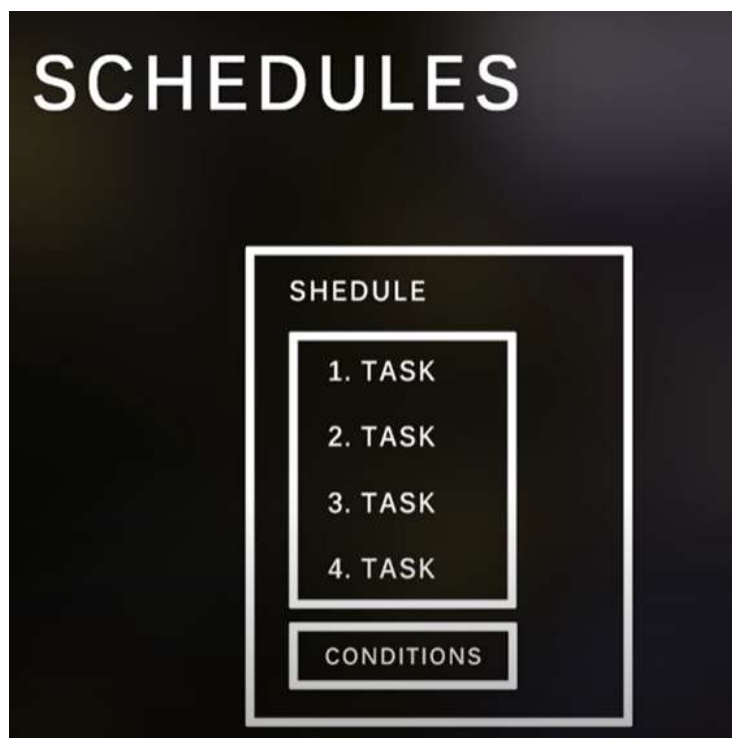 SCHEDULES
SHEDULE
1. TASK
2. TASK
3. TASK
4. TASK
CONDITIONS